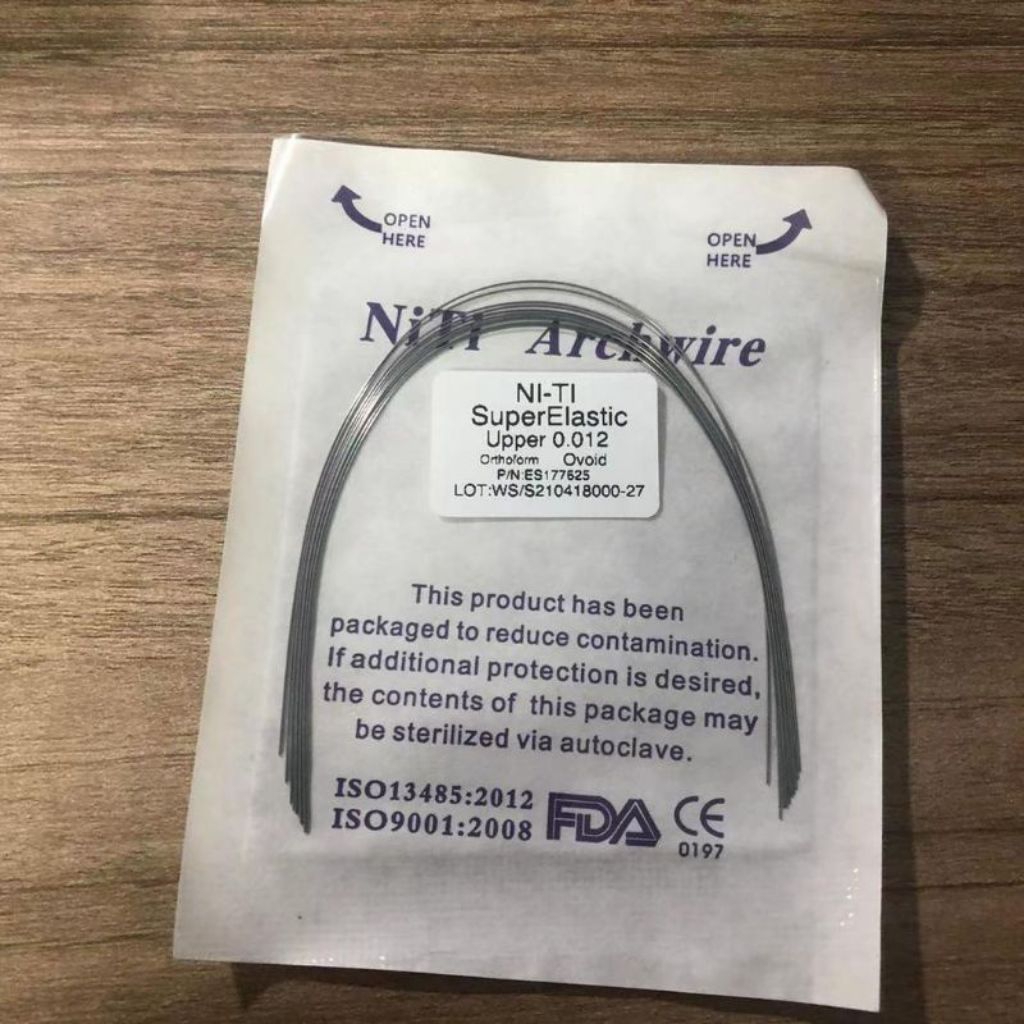 OPEN
HERE
OPEN
HERE
NiTi Archwire
NI-TI
SuperElastic
Upper 0.012
Orthoform Ovoid
P/N:ES177625
LOT:WS/S210418000-27
This product has been
packaged to reduce contamination.
If additional protection is desired,
the contents of this package may
be sterilized via autoclave.
ISO13485:2012
ISO9001:2008
FDA
CE
0197